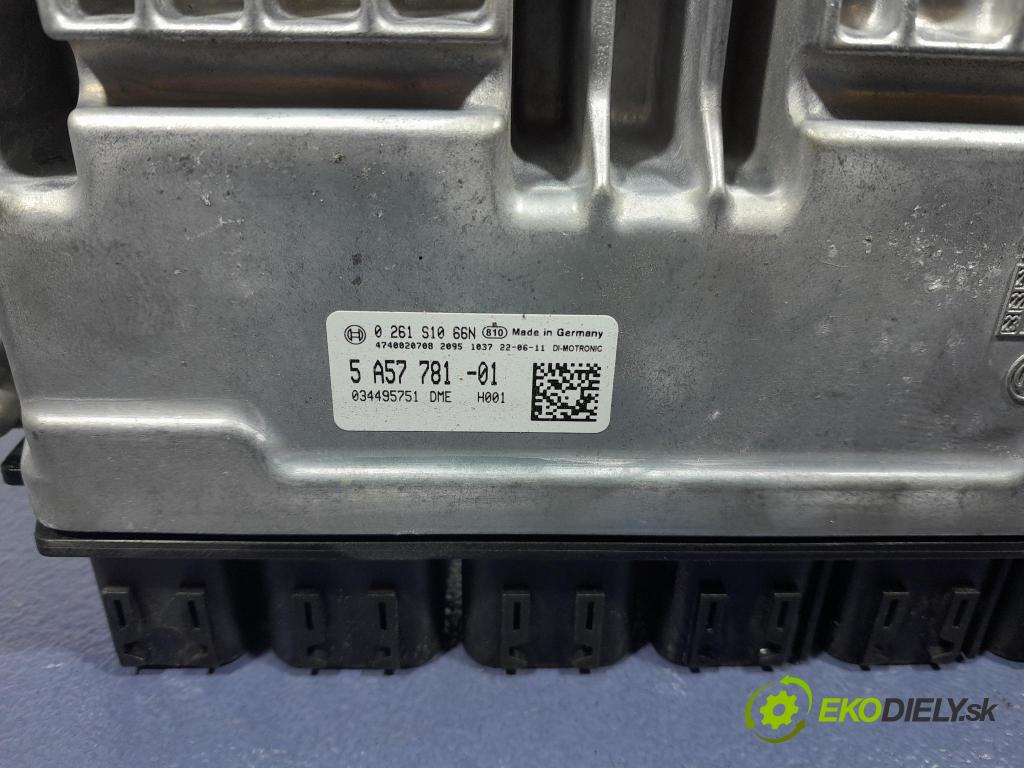 0 261 S10 66N 810 Made in Germany
4740020708 2095 1037 22-06-11 DI-MOTRONIC
5 A57 781 -01
034495751 DME H001
EKODIELY.sk